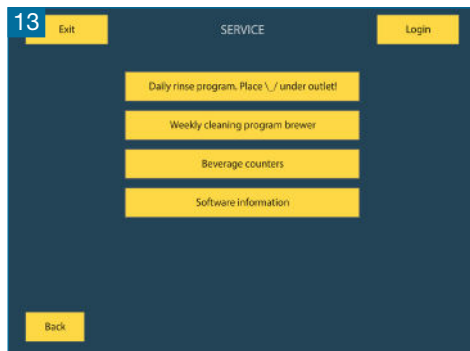 13
Exit
SERVICE
Login
Daily rinse program. Place \_/ under outlet!
Weekly cleaning program brewer
Beverage counters
Software information
Back